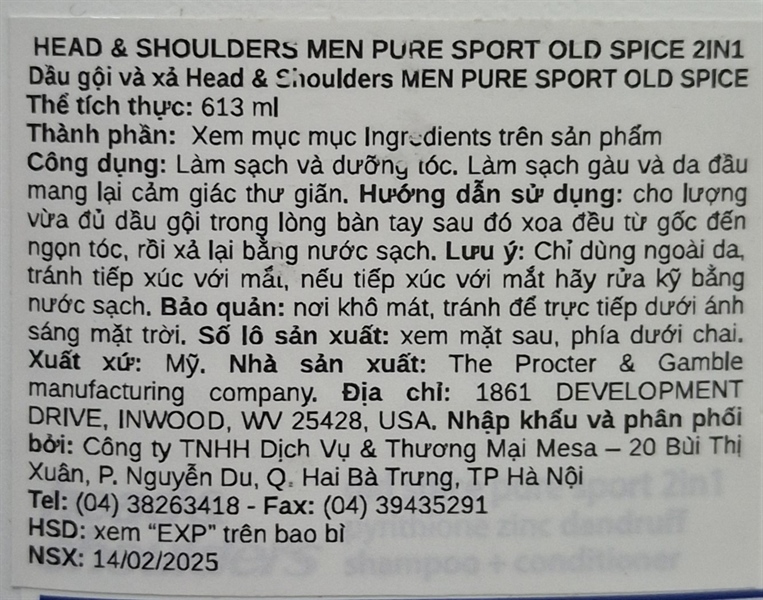 HEAD & SHOULDERS MEN PURE SPORT OLD SPICE 2IN1
Dầu gội và xả Head & Shoulders MEN PURE SPORT OLD SPICE
Thể tích thực: 613 ml
Thành phần: Xem mục mục Ingredients trên sản phẩm
Công dụng: Làm sạch và dưỡng tóc. Làm sạch gàu và da đầu
mang lại cảm giác thư giãn. Hướng dẫn sử dụng: cho lượng
vừa đủ dầu gội trong lòng bàn tay sau đó xoa đều từ gốc đến
ngọn tóc, rồi xả lại bằng nước sạch. Lưu ý: Chỉ dùng ngoài da,
tránh tiếp xúc với mắt, nếu tiếp xúc với mắt hãy rửa kỹ bằng
nước sạch. Bảo quản: nơi khô mát, tránh để trực tiếp dưới ánh
sáng mặt trời. Số lô sản xuất: xem mặt sau, phía dưới chai.
Xuất xứ: Mỹ. Nhà sản xuất: The Procter & Gamble
manufacturing company. Địa chỉ: 1861 DEVELOPMENT
DRIVE, INWOOD, WV 25428, USA. Nhập khẩu và phân phối
bởi: Công ty TNHH Dịch Vụ & Thương Mại Mesa – 20 Bùi Thị
Xuân, P. Nguyễn Du, Q. Hai Bà Trưng, TP Hà Nội
Tel: (04) 38263418 - Fax: (04) 39435291
HSD: xem “EXP” trên bao bì
NSX: 14/02/2025
pure sport 2in1
zinc dandruff
shampoo + conditioner